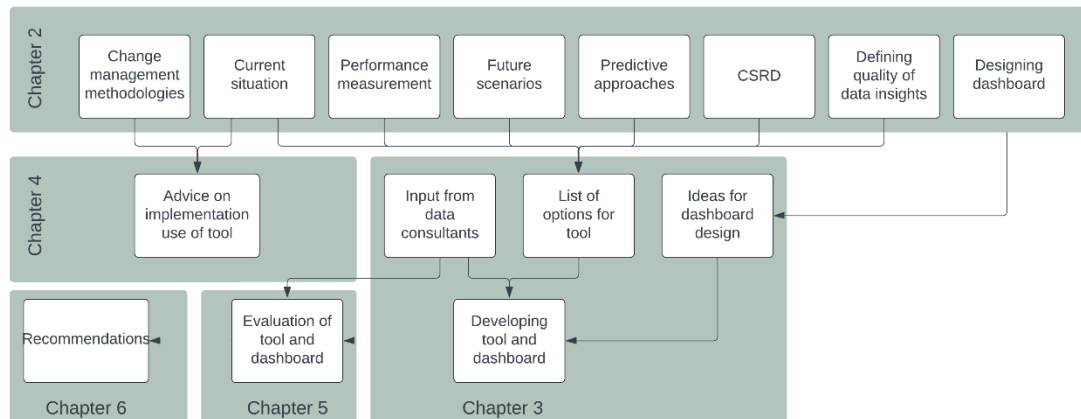 Chapter 2
Change
management
methodologies
Current
situation
Performance
measurement
Future
scenarios
Predictive
approaches
CSRD
Defining
quality of
data insights
Designing
dashboard
Chapter 4
Advice on
implementation
use of tool
Input from
data
consultants
List of
options for
tool
Ideas for
dashboard
design
Recommendations
Evaluation of
tool and
dashboard
Developing
tool and
dashboard
Chapter 6
Chapter 5
Chapter 3